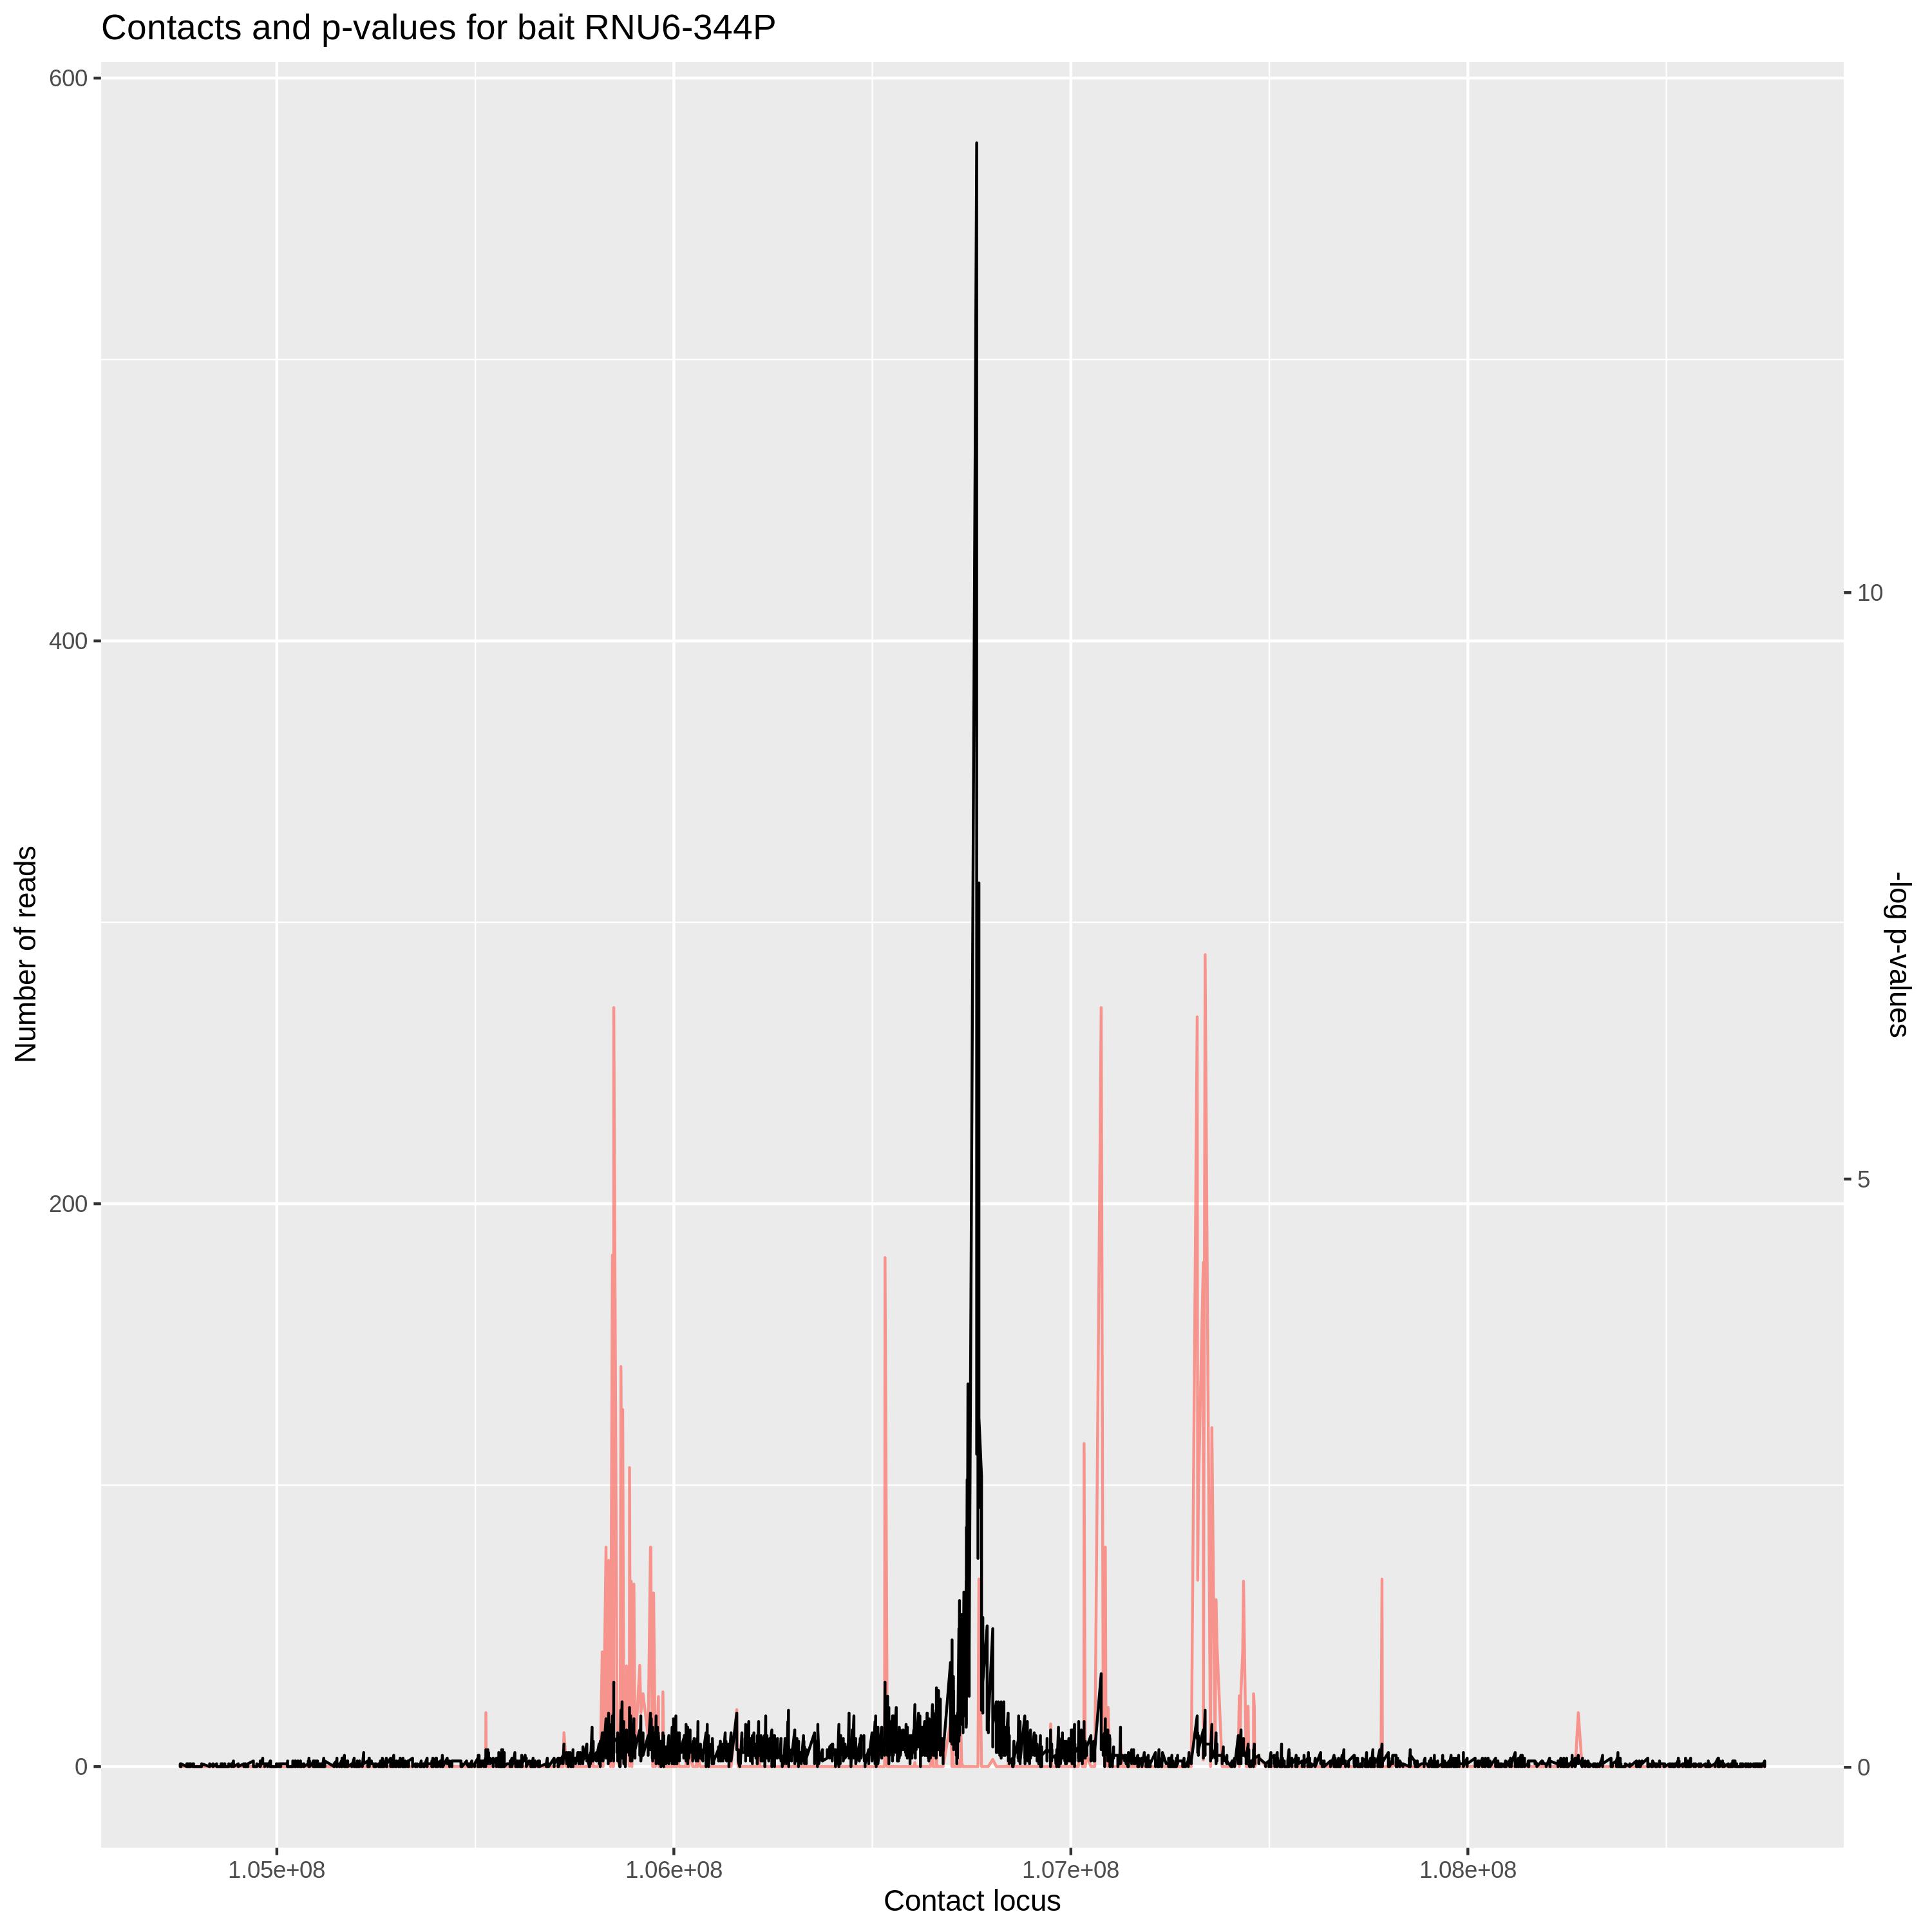 Contacts and p-values for bait RNU6-344P
600
400
200
0
Number of reads
10
5
0
-log p-values
1.05e+08
1.06e+08
1.07e+08
1.08e+08
Contact locus